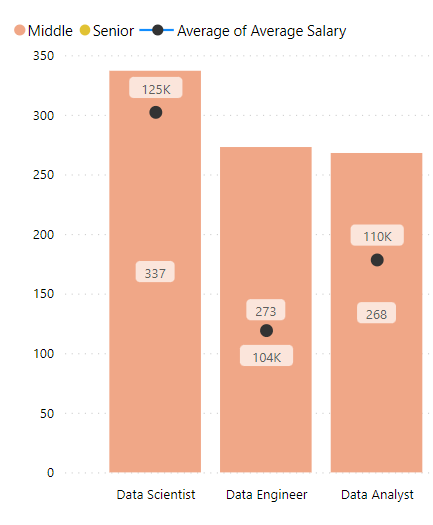 Middle Senior Average of Average Salary
350
300
250
200
150
100
50
0
125K
337
273
104K
110K
268
Data Scientist Data Engineer Data Analyst